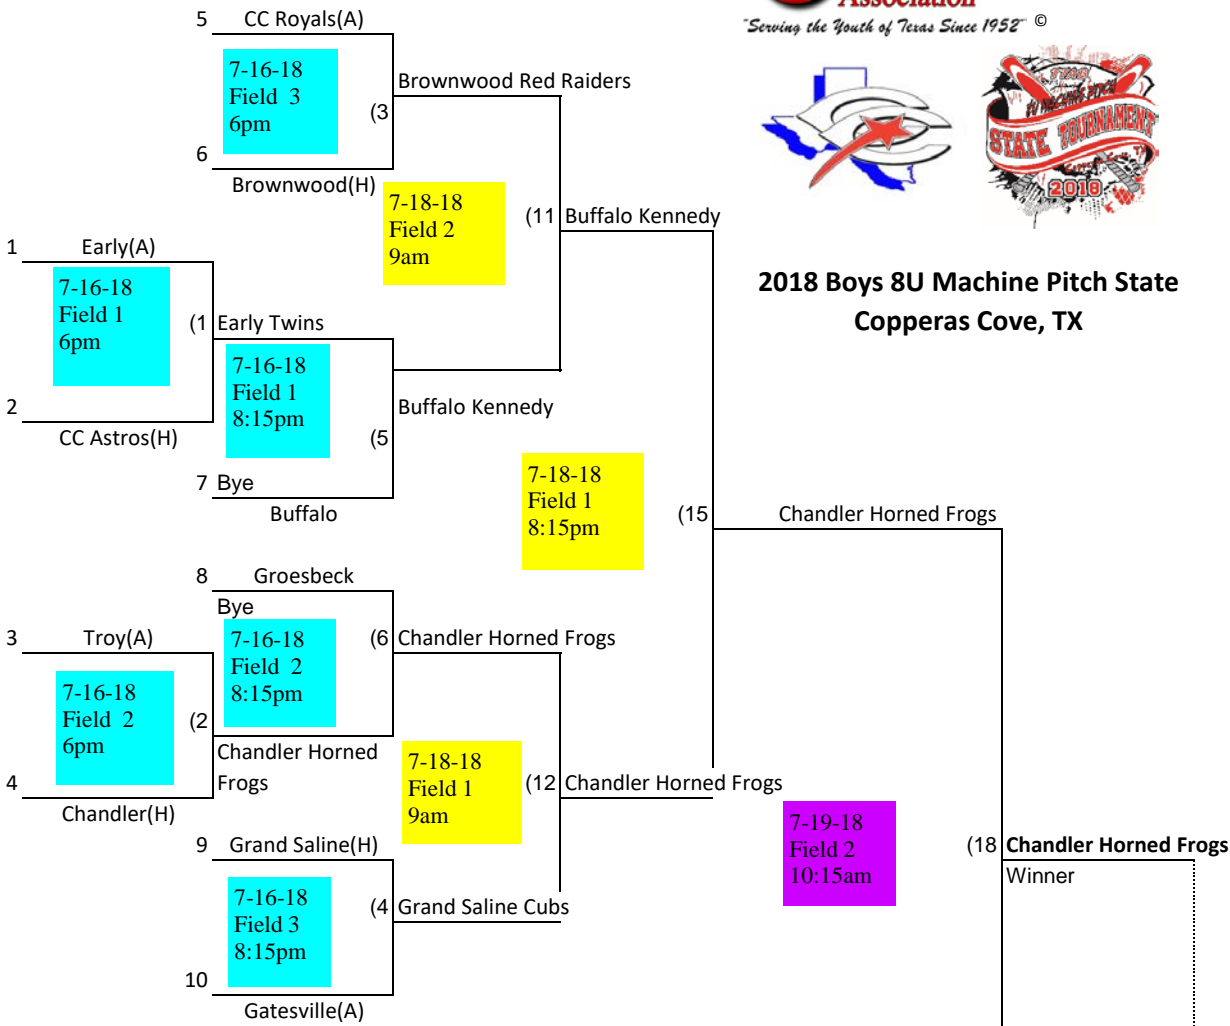 Association
"Serving the Youth of Texas Since 1952" ©
STATE TOURNAMENT
2018
2018 Boys 8U Machine Pitch State
Copperas Cove, TX
5 CC Royals(A)
7-16-18
Field 3
6pm
(3 Brownwood Red Raiders
6
Brownwood(H)
7-18-18
Field 2
9am
(11 Buffalo Kennedy
1 Early(A)
7-16-18
Field 1
6pm
(1 Early Twins
2
CC Astros(H)
7-16-18
Field 1
8:15pm
(5
Buffalo Kennedy
7 Bye
Buffalo
7-18-18
Field 1
8:15pm
(15 Chandler Horned Frogs
8 Groesbeck
Bye
7-16-18
Field 2
8:15pm
(6 Chandler Horned Frogs
3 Troy(A)
7-16-18
Field 2
6pm
(2
Chandler Horned
Frogs
4
Chandler(H)
7-18-18
Field 1
9am
(12 Chandler Horned Frogs
9 Grand Saline(H)
7-16-18
Field 3
8:15pm
(4 Grand Saline Cubs
10
Gatesville(A)
7-19-18
Field 2
10:15am
(18 Chandler Horned Frogs
Winner